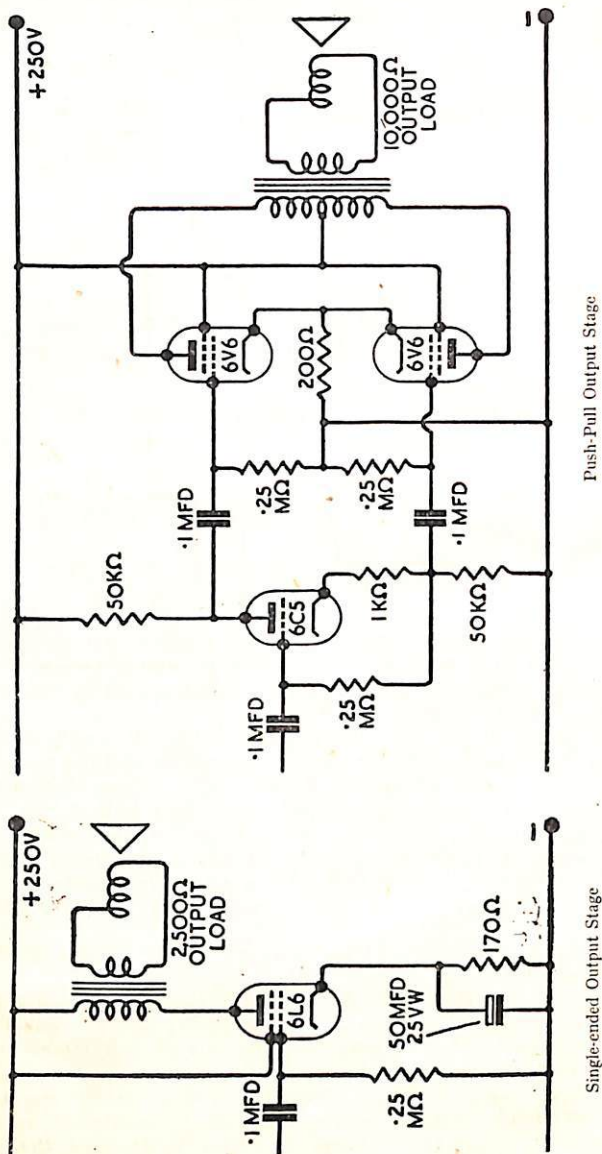 +250V
2,500Ω
OUTPUT
LOAD
6L6
·1 MFD
50MFD
25VW
·25
MΩ
170Ω
–
Single-ended Output Stage
+250V
50KΩ
·1 MFD
6V6
10,000Ω
OUTPUT
LOAD
·1 MFD
6C5
·25
MΩ
200Ω
·25
MΩ
1KΩ
·25
MΩ
·1 MFD
6V6
50KΩ
–
Push-Pull Output Stage